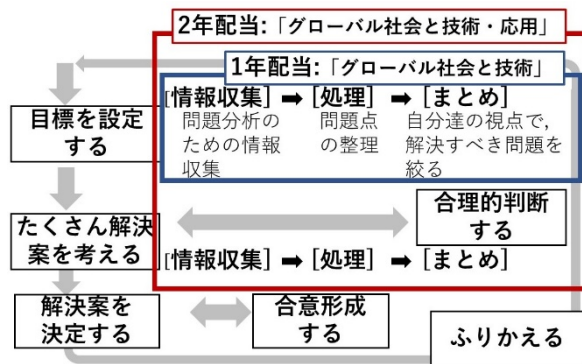 2年配当:「グローバル社会と技術・応用」
1年配当:「グローバル社会と技術」
[情報収集] ➡ [処理] ➡ [まとめ]
問題分析の
ための情報
収集
問題点
の整理
自分達の視点で,
解決すべき問題を
絞る
目標を設定
する
合理的判断
する
たくさん解決
案を考える
[情報収集] ➡ [処理] ➡ [まとめ]
解決案を
決定する
合意形成
する
ふりかえる